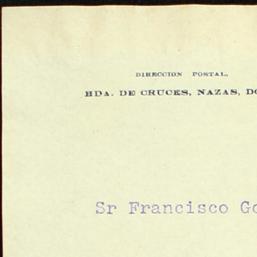 DIRECCION POSTAL,
HDA. DE CRUCES, NAZAS, D
Sr Francisco G